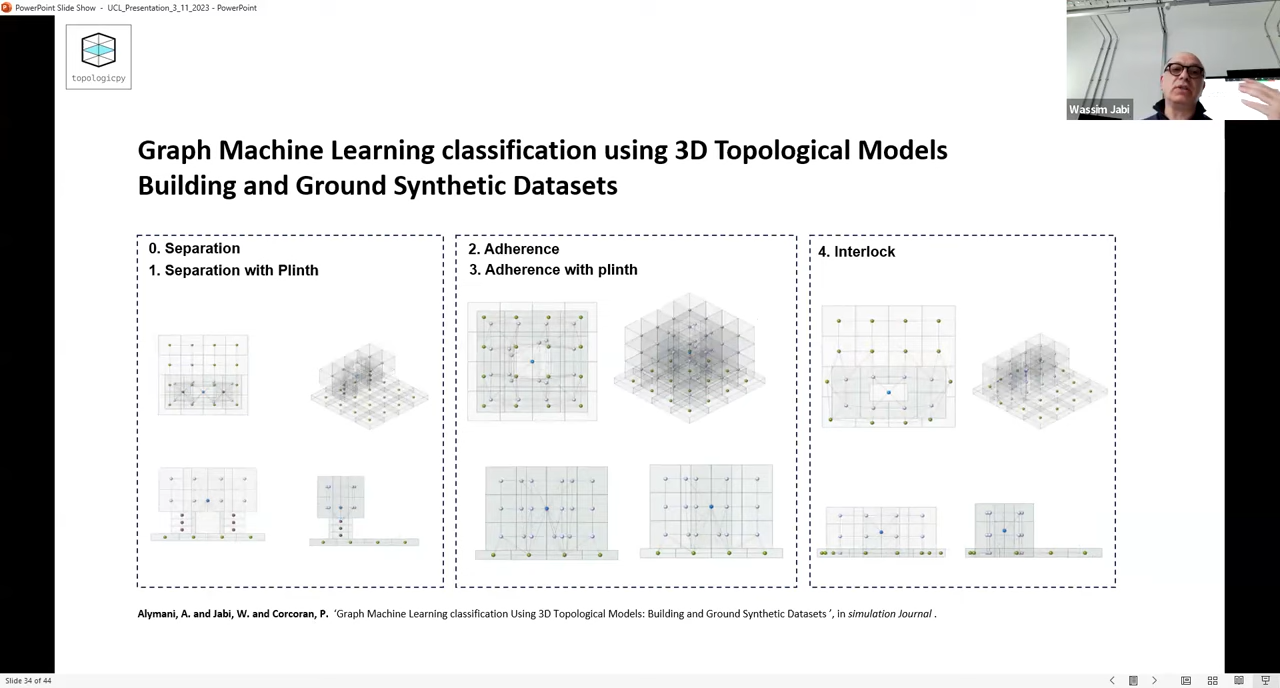 PowerPoint Slide Show - UCL_Presentation_3_11_2023 - PowerPoint
topologicpy
Wassim Jabi
Graph Machine Learning classification using 3D Topological Models
Building and Ground Synthetic Datasets
0. Separation
1. Separation with Plinth
2. Adherence
3. Adherence with plinth
4. Interlock
Alymani, A. and Jabi, W. and Corcoran, P. ‘Graph Machine Learning classification Using 3D Topological Models: Building and Ground Synthetic Datasets ’, in simulation Journal .
Slide 34 of 44